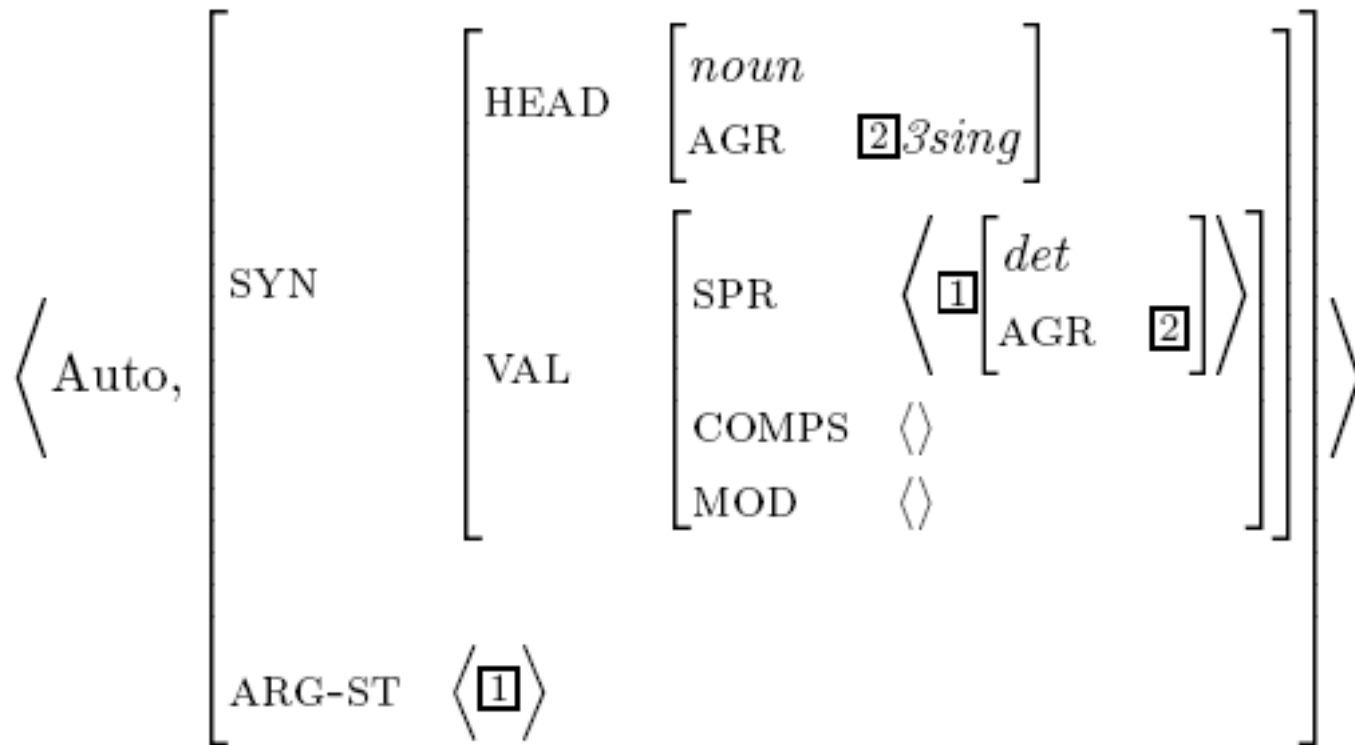 noun
HEAD
AGR 2 3sing
det
SYN
SPR ⟨ 1
AGR 2 ⟩
VAL
⟨ Auto, ⟩
COMPS ⟨⟩
MOD ⟨⟩
ARG-ST ⟨ 1 ⟩